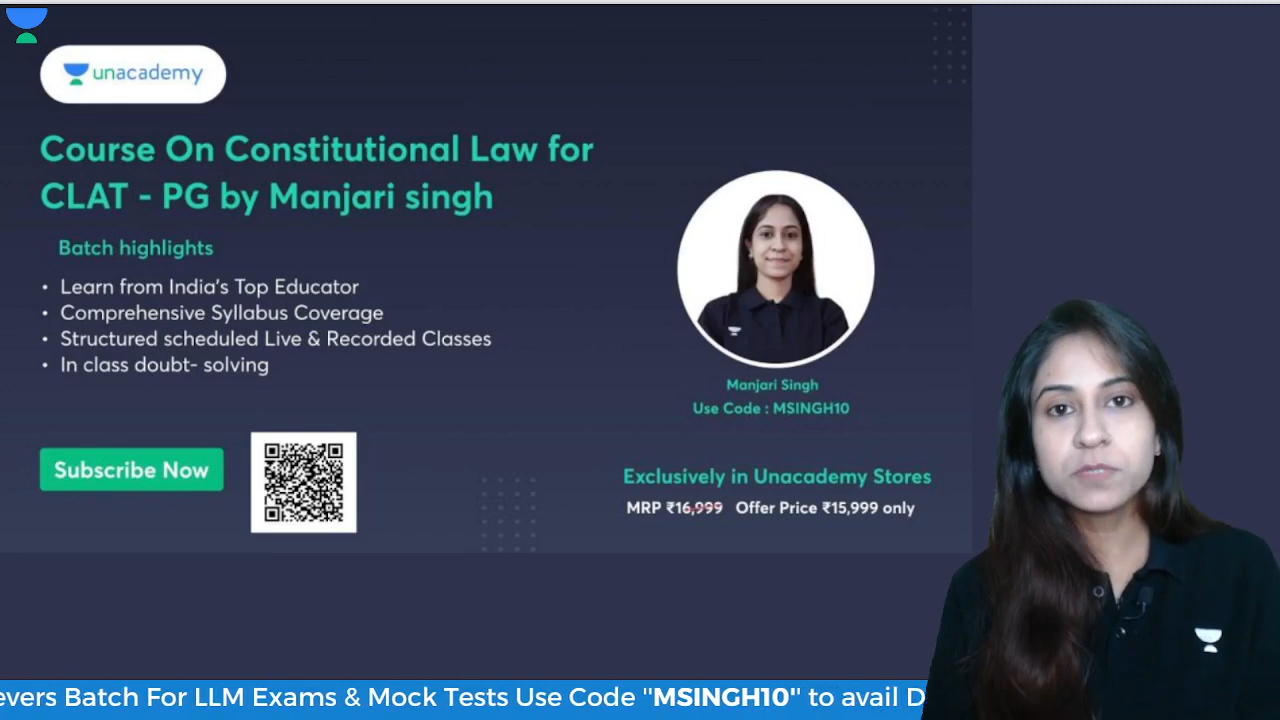 unacademy
Course On Constitutional Law for
CLAT - PG by Manjari singh
Batch highlights
• Learn from India's Top Educator
• Comprehensive Syllabus Coverage
• Structured scheduled Live & Recorded Classes
• In class doubt- solving
Subscribe Now
Manjari Singh
Use Code : MSINGH10
Exclusively in Unacademy Stores
MRP ₹16,999 Offer Price ₹15,999 only
evers Batch For LLM Exams & Mock Tests Use Code "MSINGH10" to avail D